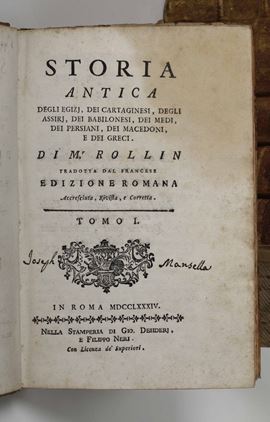 STORIA
ANTICA
DEGLI EGIZJ, DEI CARTAGINESI, DEGLI
ASSIRJ, DEI BABILONESI, DEI MEDI,
DEI PERSIANI, DEI MACEDONI,
E DEI GRECI.
DI M.r ROLLIN
TRADOTTA DAL FRANCESE
EDIZIONE ROMANA
Accresciuta, Rivista, e Corretta.
TOMO I.
Joseph Mansella
IN ROMA MDCCLXXXIV.
NELLA STAMPERIA DI GIO. DESIDERJ,
E FILIPPO NERI.
Con Licenza de' Superiori.